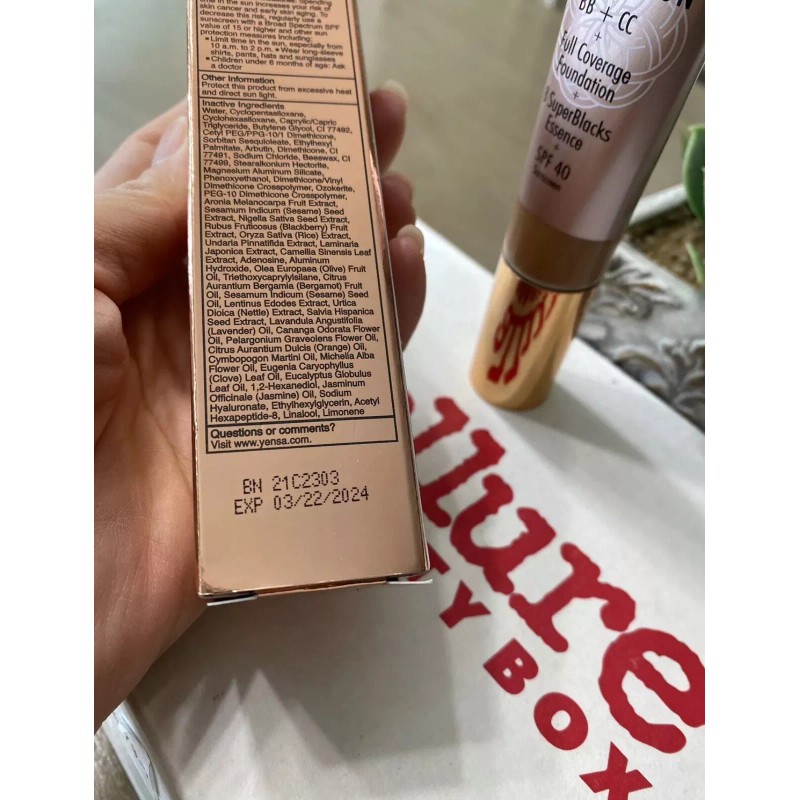 time in the sun increases your risk of
skin cancer and early skin aging. To
decrease this risk, regularly use a
sunscreen with a Broad Spectrum SPF
value of 15 or higher and other sun
protection measures including:
• Limit time in the sun, especially from
10 a.m. to 2 p.m. • Wear long-sleeve
shirts, pants, hats and sunglasses
• Children under 6 months of age: Ask
a doctor
Other Information
Protect this product from excessive heat
and direct sun light.
Inactive Ingredients
Water, Cyclopentasiloxane,
Cyclohexasiloxane, Caprylic/Capric
Triglyceride, Butylene Glycol, CI 77492,
Cetyl PEG/PPG-10/1 Dimethicone,
Sorbitan Sesquioleate, Ethylhexyl
Palmitate, Arbutin, Dimethicone, CI
77491, Sodium Chloride, Beeswax, CI
77499, Stearalkonium Hectorite,
Magnesium Aluminum Silicate,
Phenoxyethanol, Dimethicone/Vinyl
Dimethicone Crosspolymer, Ozokerite,
PEG-10 Dimethicone Crosspolymer,
Aronia Melanocarpa Fruit Extract,
Sesamum Indicum (Sesame) Seed
Extract, Nigella Sativa Seed Extract,
Rubus Fruticosus (Blackberry) Fruit
Extract, Oryza Sativa (Rice) Extract,
Undaria Pinnatifida Extract, Laminaria
Japonica Extract, Camellia Sinensis Leaf
Extract, Adenosine, Aluminum
Hydroxide, Olea Europaea (Olive) Fruit
Oil, Triethoxycaprylylsilane, Citrus
Aurantium Bergamia (Bergamot) Fruit
Oil, Sesamum Indicum (Sesame) Seed
Oil, Lentinus Edodes Extract, Urtica
Dioica (Nettle) Extract, Salvia Hispanica
Seed Extract, Lavandula Angustifolia
(Lavender) Oil, Cananga Odorata Flower
Oil, Pelargonium Graveolens Flower Oil,
Citrus Aurantium Dulcis (Orange) Oil,
Cymbopogon Martini Oil, Michelia Alba
Flower Oil, Eugenia Caryophyllus
(Clove) Leaf Oil, Eucalyptus Globulus
Leaf Oil, 1,2-Hexanediol, Jasminum
Officinale (Jasmine) Oil, Sodium
Hyaluronate, Ethylhexylglycerin, Acetyl
Hexapeptide-8, Linalool, Limonene
Questions or comments?
Visit www.yensa.com.
BN 21C2303
EXP 03/22/2024
BB + CC
+
Full Coverage
Foundation
+
SuperBlacks
Essence
+
SPF 40
Sunscreen
allure
TY BOX